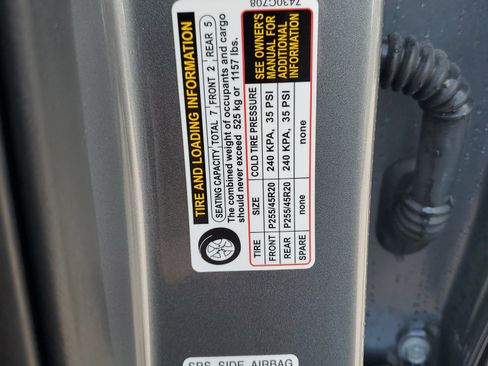 7430C708
TIRE AND LOADING INFORMATION
SEATING CAPACITY TOTAL 7 FRONT 2 REAR 5
The combined weight of occupants and cargo
should never exceed 525 kg or 1157 lbs.
TIRE SIZE COLD TIRE PRESSURE
FRONT P255/45R20 240 KPA, 35 PSI
REAR P255/45R20 240 KPA, 35 PSI
SPARE none none
SEE OWNER'S
MANUAL FOR
ADDITIONAL
INFORMATION
SRS SIDE AIRBAG